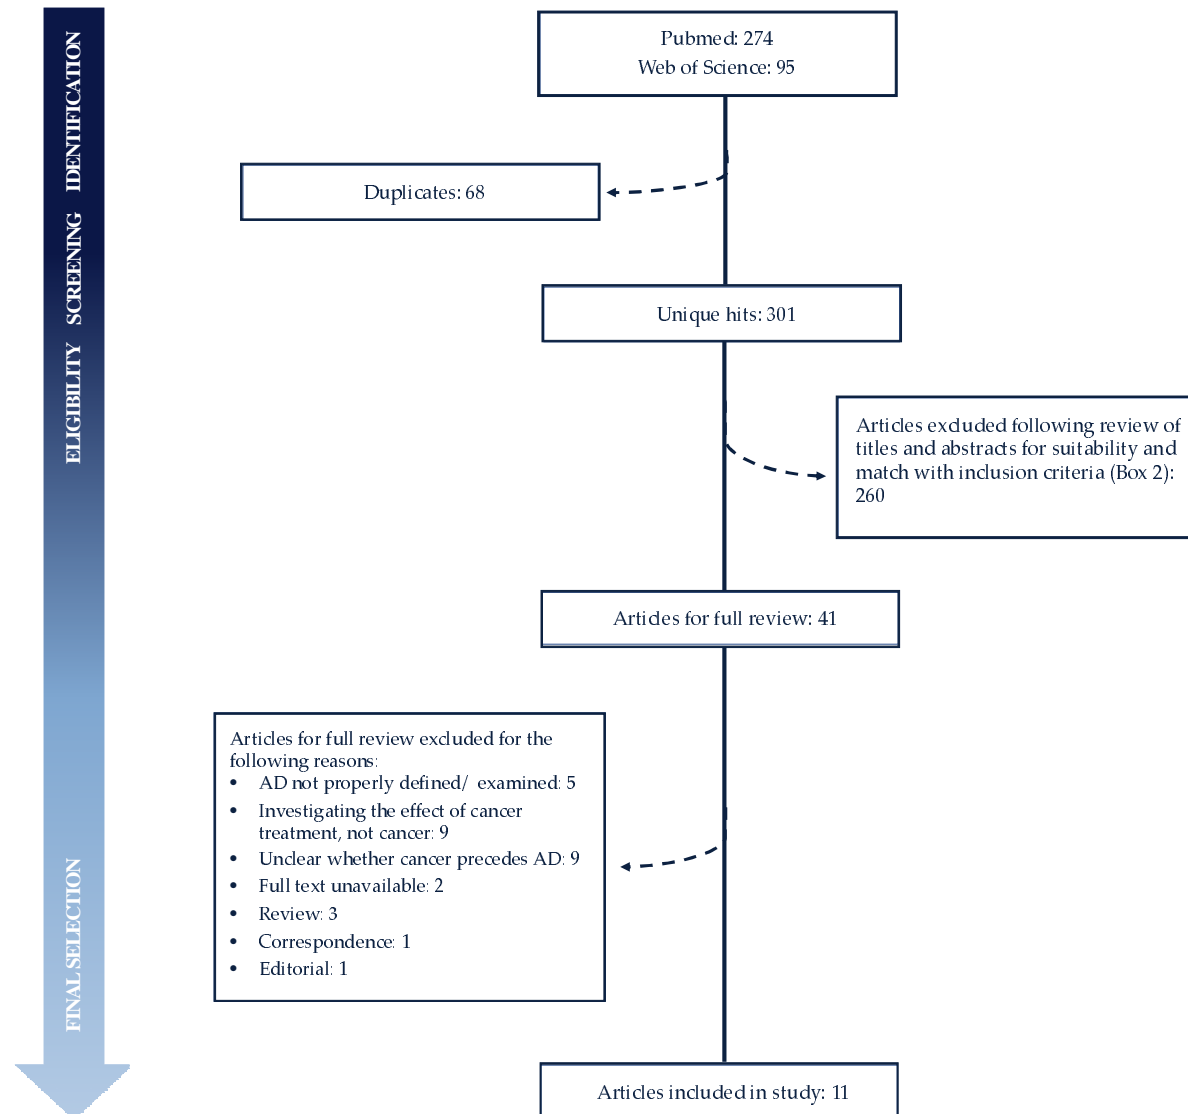 IDENTIFICATION
SCREENING
ELIGIBILITY
FINAL SELECTION
Pubmed: 274
Web of Science: 95
Duplicates: 68
Unique hits: 301
Articles excluded following review of
titles and abstracts for suitability and
match with inclusion criteria (Box 2):
260
Articles for full review: 41
Articles for full review excluded for the
following reasons:
• AD not properly defined/ examined: 5
• Investigating the effect of cancer
treatment, not cancer: 9
• Unclear whether cancer precedes AD: 9
• Full text unavailable: 2
• Review: 3
• Correspondence: 1
• Editorial: 1
Articles included in study: 11